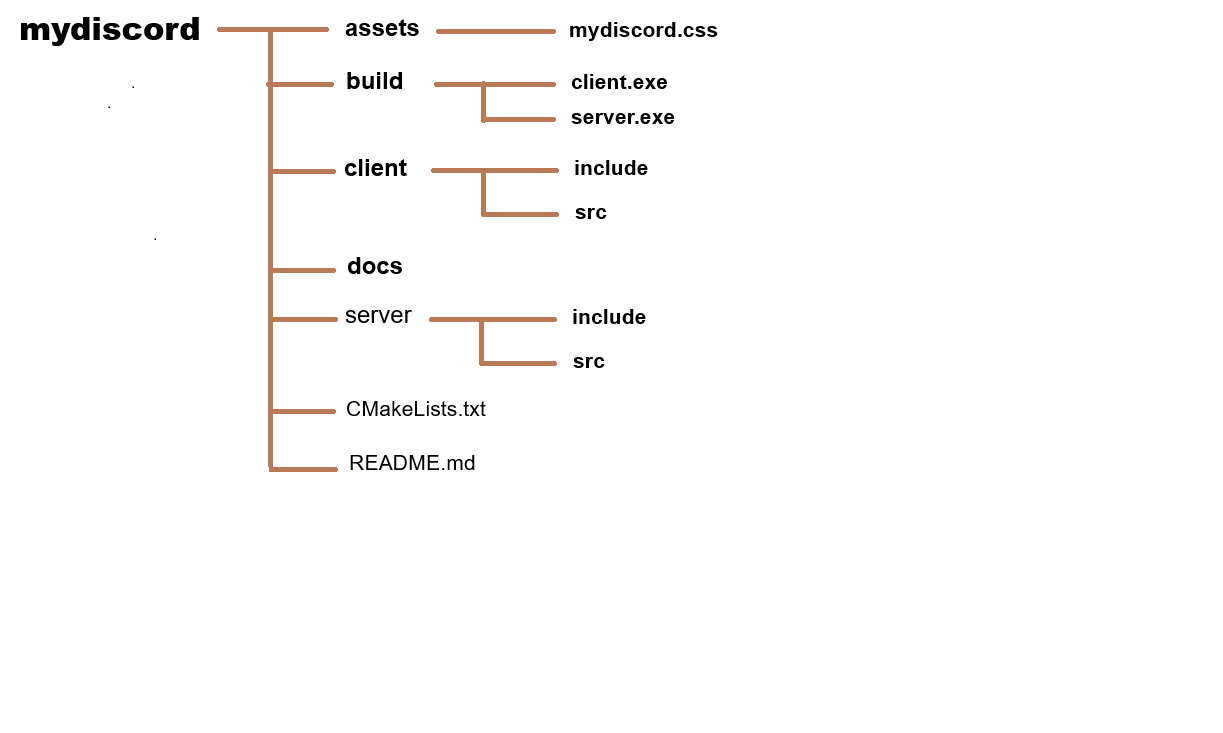 mydiscord
assets
mydiscord.css
build
client.exe
server.exe
client
include
src
docs
server
include
src
CMakeLists.txt
README.md